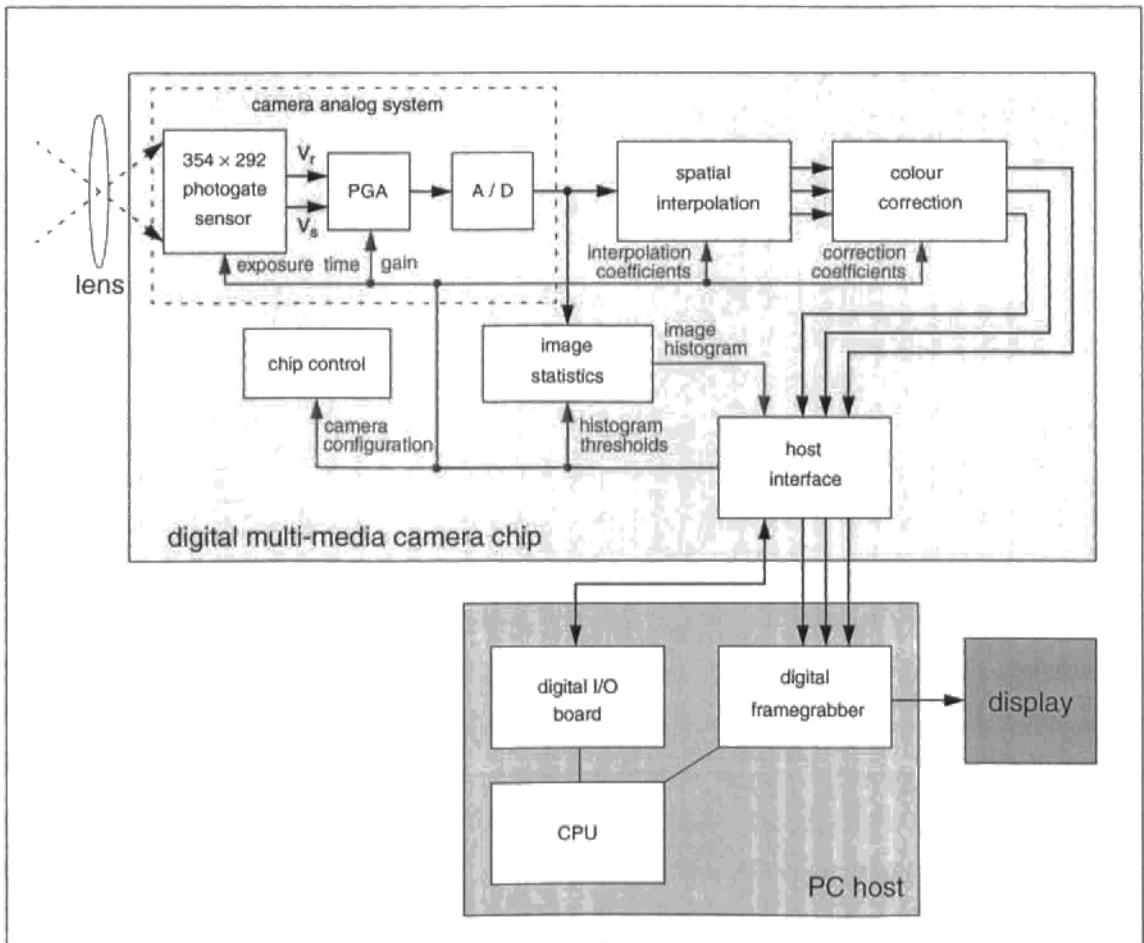 camera analog system
354 × 292
photogate
sensor
Vr
Vs
PGA
A / D
spatial
interpolation
colour
correction
lens
exposure time
gain
interpolation
coefficients
correction
coefficients
chip control
image
statistics
image
histogram
camera
configuration
histogram
thresholds
host
interface
digital multi-media camera chip
digital I/O
board
digital
framegrabber
display
CPU
PC host